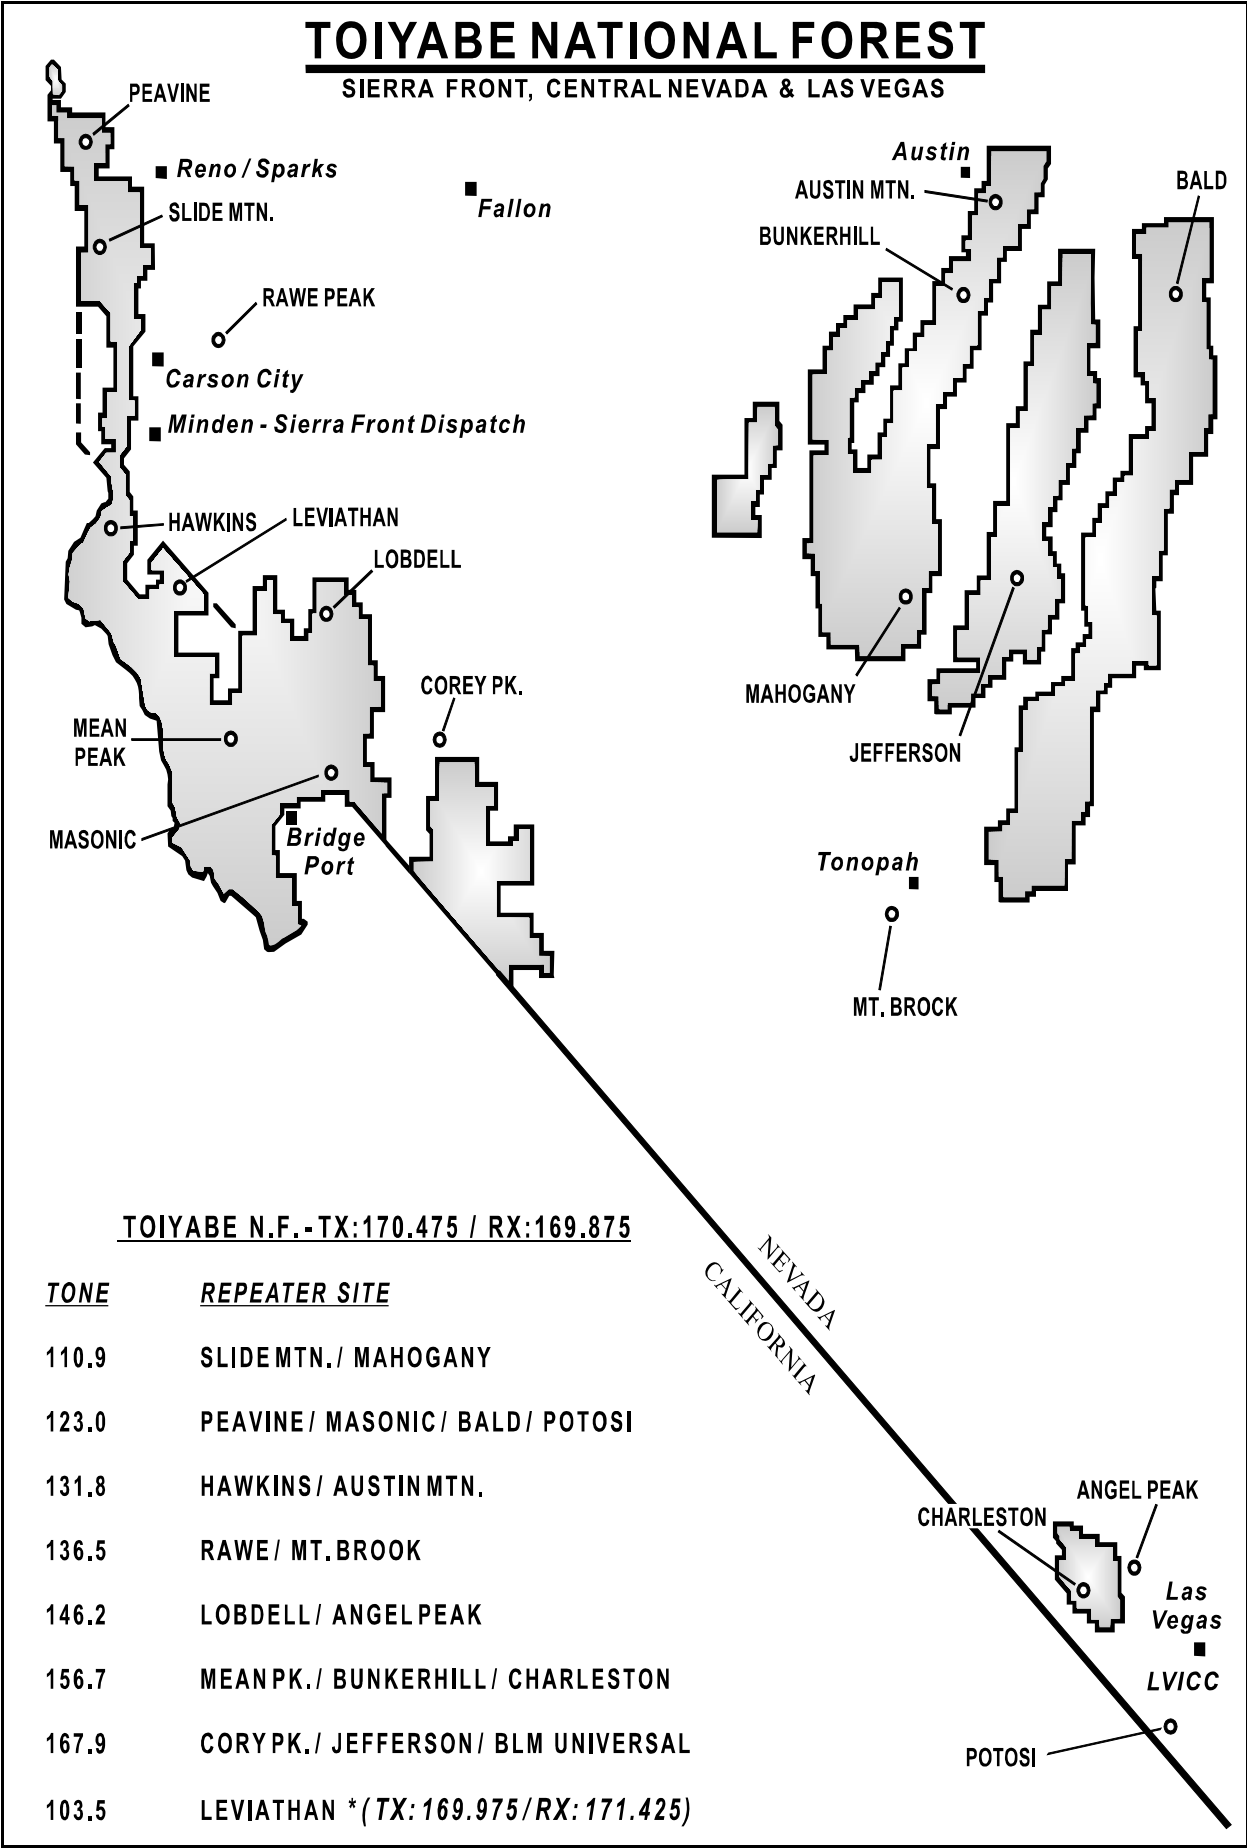 TOIYABE NATIONAL FOREST
SIERRA FRONT, CENTRAL NEVADA & LAS VEGAS
PEAVINE
Reno / Sparks
Fallon
SLIDE MTN.
RAWE PEAK
Carson City
Minden - Sierra Front Dispatch
HAWKINS
LEVIATHAN
LOBDELL
COREY PK.
MEAN
PEAK
MASONIC
Bridge
Port
Austin
AUSTIN MTN.
BALD
BUNKERHILL
MAHOGANY
JEFFERSON
Tonopah
MT. BROCK
NEVADA
CALIFORNIA
ANGEL PEAK
CHARLESTON
Las
Vegas
LVICC
POTOSI
TOIYABE N.F. - TX:170.475 / RX:169.875
TONE REPEATER SITE
110.9 SLIDE MTN. / MAHOGANY
123.0 PEAVINE / MASONIC / BALD / POTOSI
131.8 HAWKINS / AUSTIN MTN.
136.5 RAWE / MT. BROOK
146.2 LOBDELL / ANGEL PEAK
156.7 MEAN PK. / BUNKERHILL / CHARLESTON
167.9 CORY PK. / JEFFERSON / BLM UNIVERSAL
103.5 LEVIATHAN *(TX:169.975/RX:171.425)